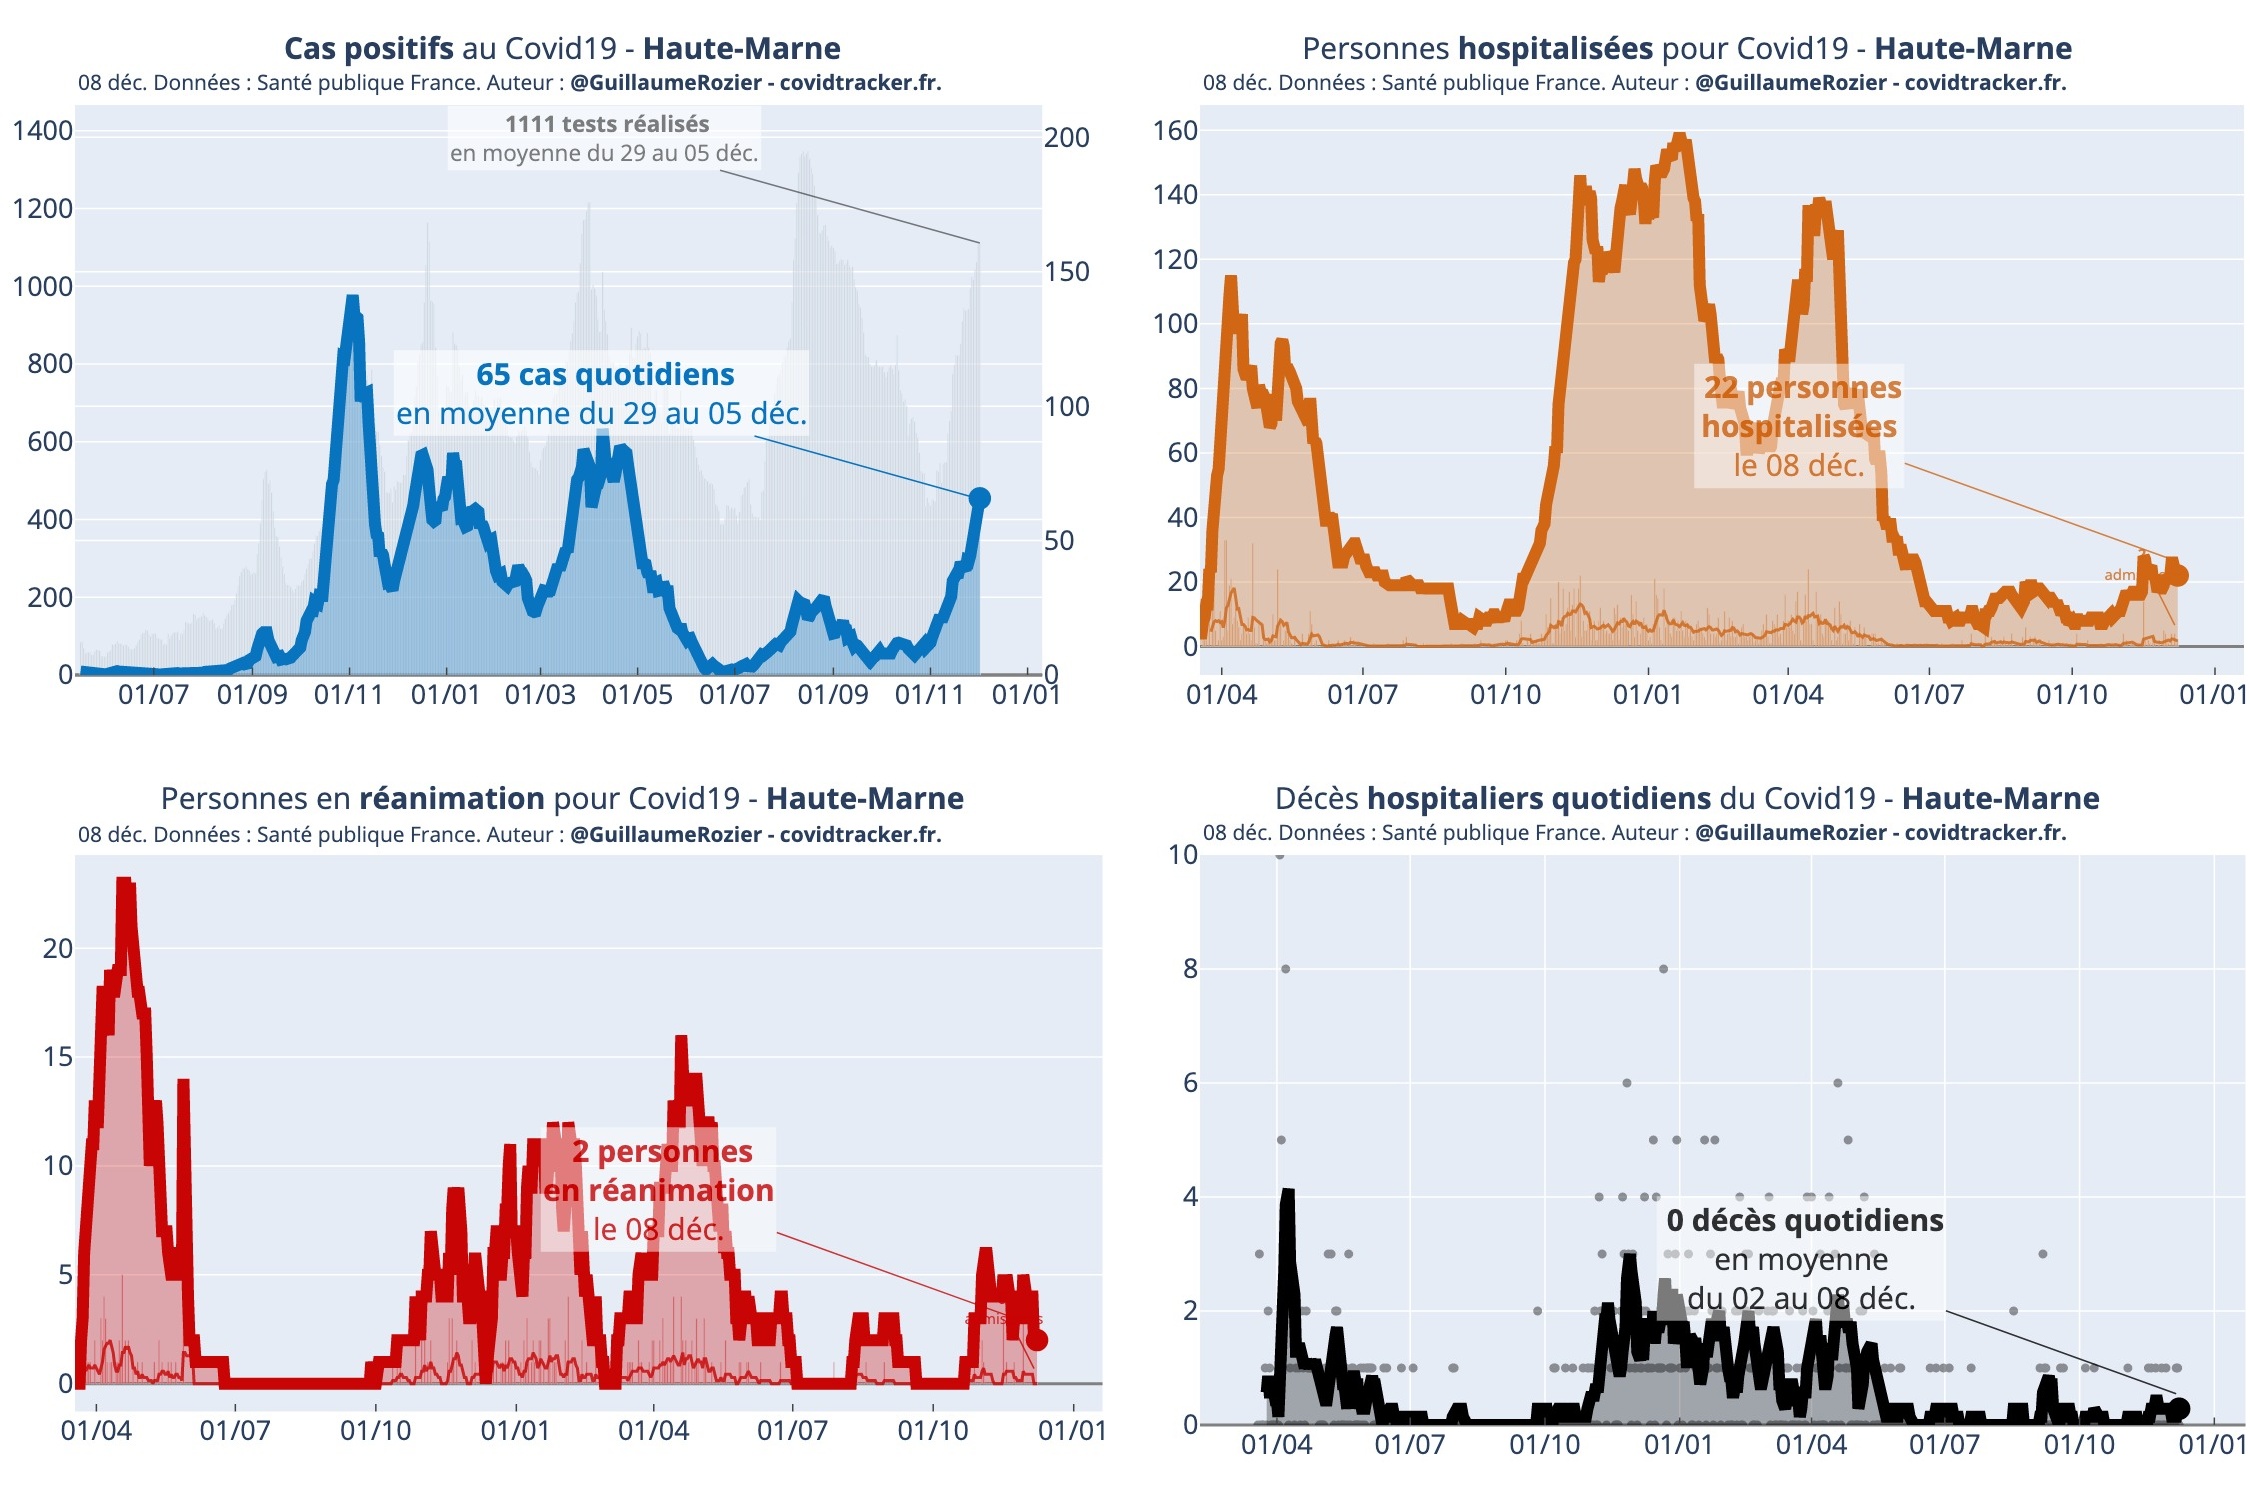 Cas positifs au Covid19 - Haute-Marne
08 déc. Données : Santé publique France. Auteur : @GuillaumeRozier - covidtracker.fr.
1111 tests réalisés
en moyenne du 29 au 05 déc.
65 cas quotidiens
en moyenne du 29 au 05 déc.
1400
1200
1000
800
600
400
200
0
200
150
100
50
0
01/07 01/09 01/11 01/01 01/03 01/05 01/07 01/09 01/11 01/01
Personnes hospitalisées pour Covid19 - Haute-Marne
08 déc. Données : Santé publique France. Auteur : @GuillaumeRozier - covidtracker.fr.
160
140
120
100
80
60
40
20
0
22 personnes
hospitalisées
le 08 déc.
01/04 01/07 01/10 01/01 01/04 01/07 01/10 01/01
Personnes en réanimation pour Covid19 - Haute-Marne
08 déc. Données : Santé publique France. Auteur : @GuillaumeRozier - covidtracker.fr.
20
15
10
5
0
2 personnes
en réanimation
le 08 déc.
01/04 01/07 01/10 01/01 01/04 01/07 01/10 01/01
Décès hospitaliers quotidiens du Covid19 - Haute-Marne
08 déc. Données : Santé publique France. Auteur : @GuillaumeRozier - covidtracker.fr.
10
8
6
4
2
0
0 décès quotidiens
en moyenne
du 02 au 08 déc.
01/04 01/07 01/10 01/01 01/04 01/07 01/10 01/01